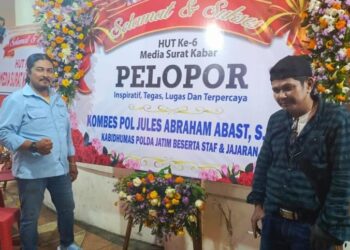 Selamat & Sukses
HUT Ke-6
Media Surat Kabar
PELOPOR
Inspiratif, Tegas, Lugas Dan Terpercaya
KOMBES POL JULES ABRAHAM ABAST, S.
KABIDHUMAS POLDA JATIM BESERTA STAF & JAJARAN